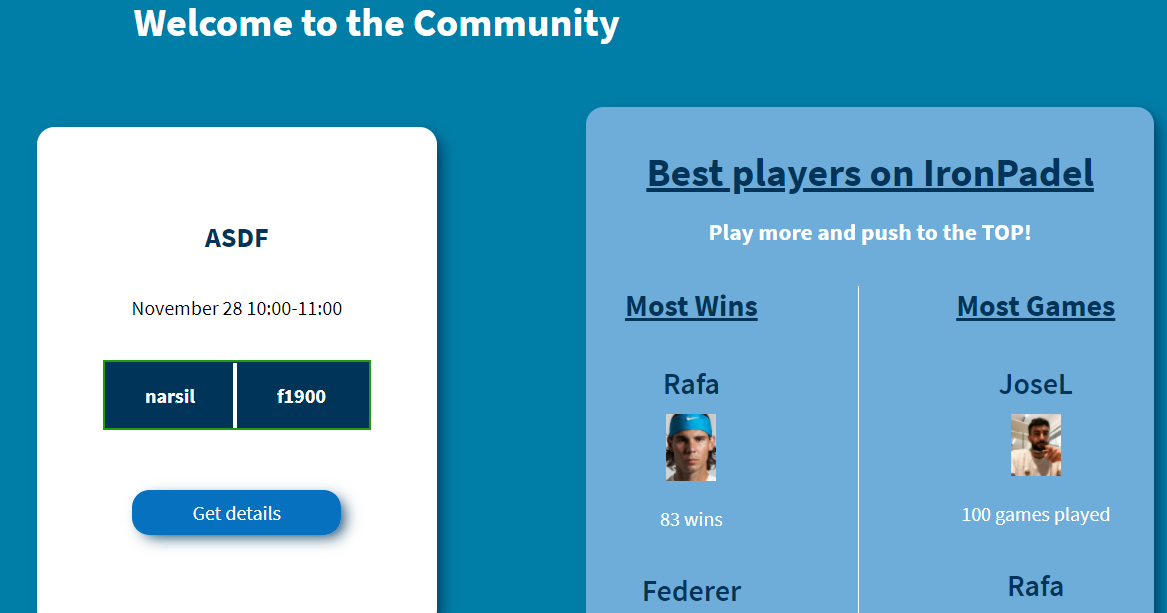 Welcome to the Community
ASDF
November 28 10:00-11:00
narsil f1900
Get details
Best players on IronPadel
Play more and push to the TOP!
Most Wins
Rafa
83 wins
Federer
Most Games
JoseL
100 games played
Rafa